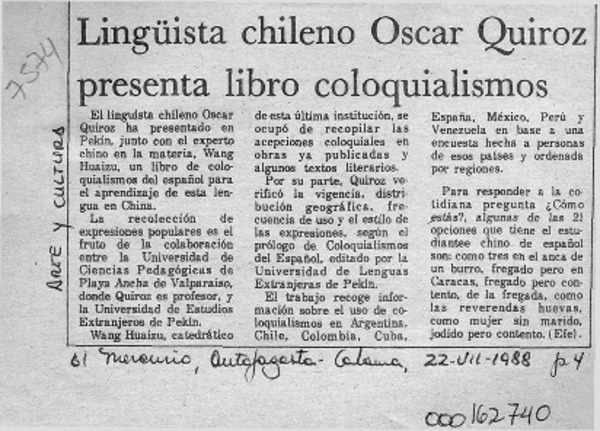 Lingüista chileno Oscar Quiroz
presenta libro coloquialismos
El linguista chileno Oscar
Quiroz ha presentado en
Pekín, junto con el experto
chino en la materia, Wang
Huaizu, un libro de colo-
quialismos del español para
el aprendizaje de esta len-
gua en China.
La recolección de
expresiones populares es el
fruto de la colaboración
entre la Universidad de
Ciencias Pedagógicas de
Playa Ancha de Valparaíso,
donde Quiroz es profesor, y
la Universidad de Estudios
Extranjeros de Pekín.
Wang Huaizu, catedrático
de esta última institución, se
ocupó de recopilar las
acepciones coloquiales en
obras ya publicadas y
algunos textos literarios.
Por su parte, Quiroz ve-
rificó la vigencia, distri-
bución geográfica, fre-
cuencia de uso y el estilo de
las expresiones, según el
prólogo de Coloquialismos
del Español, editado por la
Universidad de Lenguas
Extranjeras de Pekín.
El trabajo recoge infor-
mación sobre el uso de co-
loquialismos en Argentina,
Chile, Colombia, Cuba,
España, México, Perú y
Venezuela en base a una
encuesta hecha a personas
de esos países y ordenada
por regiones.
Para responder a la co-
tidiana pregunta ¿Cómo
estás?, algunas de las 21
opciones que tiene el estu-
diantee chino de español
son: como tres en el anca de
un burro, fregado pero en
Caracas, fregado pero con-
tento, de la fregada, como
las reverendas huevas,
como mujer sin marido,
jodido pero contento. (Efe).
7574
ARTE Y CULTURA
El Mercurio, Antofagasta-Calama, 22-VII-1988 p 4
000162740